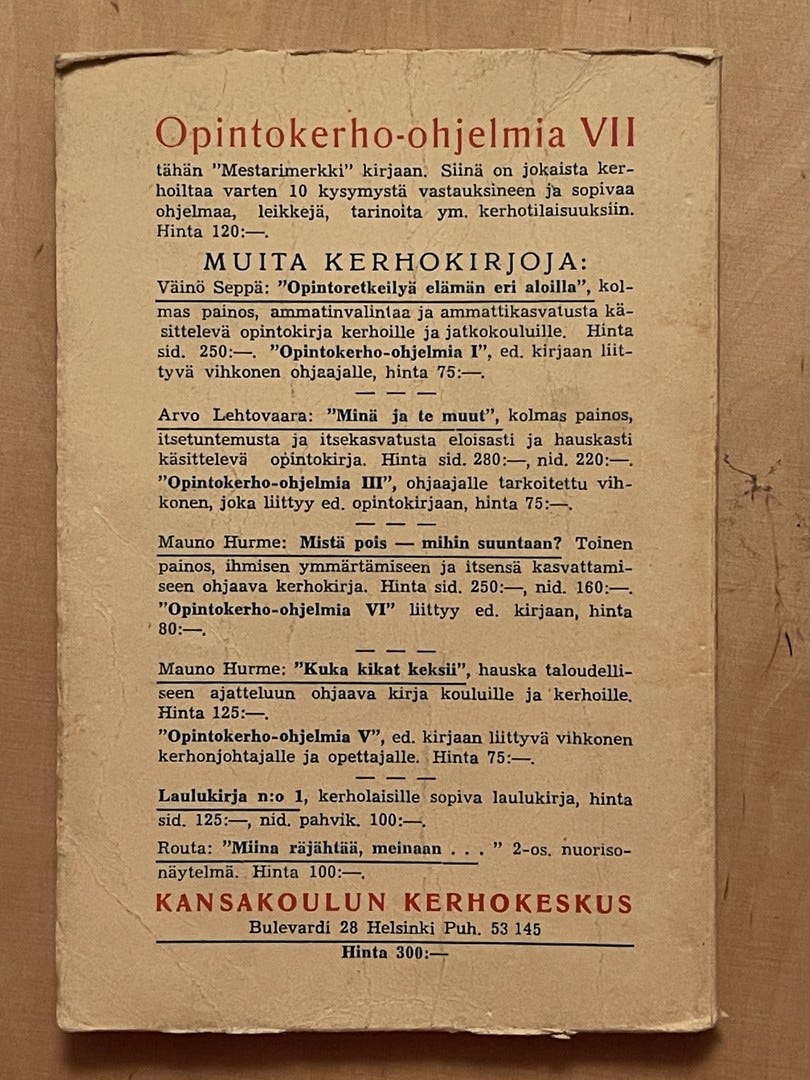 Opintokerho-ohjelmia VII
tähän "Mestarimerkki" kirjaan. Siinä on jokaista ker-
hoiltaa varten 10 kysymystä vastauksineen ja sopivaa
ohjelmaa, leikkejä, tarinoita ym. kerhotilaisuuksiin.
Hinta 120:—.
MUITA KERHOKIRJOJA:
Väinö Seppä: "Opintoretkeilyä elämän eri aloilla", kol-
mas painos, ammatinvalintaa ja ammattikasvatusta kä-
sittelevä opintokirja kerhoille ja jatkokouluille. Hinta
sid. 250:—. "Opintokerho-ohjelmia I", ed. kirjaan liit-
tyvä vihkonen ohjaajalle, hinta 75:—.
— — —
Arvo Lehtovaara: "Minä ja te muut", kolmas painos,
itsetuntemusta ja itsekasvatusta eloisasti ja hauskasti
käsittelevä opintokirja. Hinta sid. 280:—, nid. 220:—.
"Opintokerho-ohjelmia III", ohjaajalle tarkoitettu vih-
konen, joka liittyy ed. opintokirjaan, hinta 75:—.
— — —
Mauno Hurme: Mistä pois — mihin suuntaan? Toinen
painos, ihmisen ymmärtämiseen ja itsensä kasvattami-
seen ohjaava kerhokirja. Hinta sid. 250:—, nid. 160:—.
"Opintokerho-ohjelmia VI" liittyy ed. kirjaan, hinta
80:—.
— — —
Mauno Hurme: "Kuka kikat keksii", hauska taloudelli-
seen ajatteluun ohjaava kirja kouluille ja kerhoille.
Hinta 125:—.
"Opintokerho-ohjelmia V", ed. kirjaan liittyvä vihkonen
kerhonjohtajalle ja opettajalle. Hinta 75:—.
— — —
Laulukirja n:o 1, kerholaisille sopiva laulukirja, hinta
sid. 125:—, nid. pahvik. 100:—.
Routa: "Miina räjähtää, meinaan . . . " 2-os. nuoriso-
näytelmä. Hinta 100:—.
KANSAKOULUN KERHOKESKUS
Bulevardi 28 Helsinki Puh. 53 145
Hinta 300:—